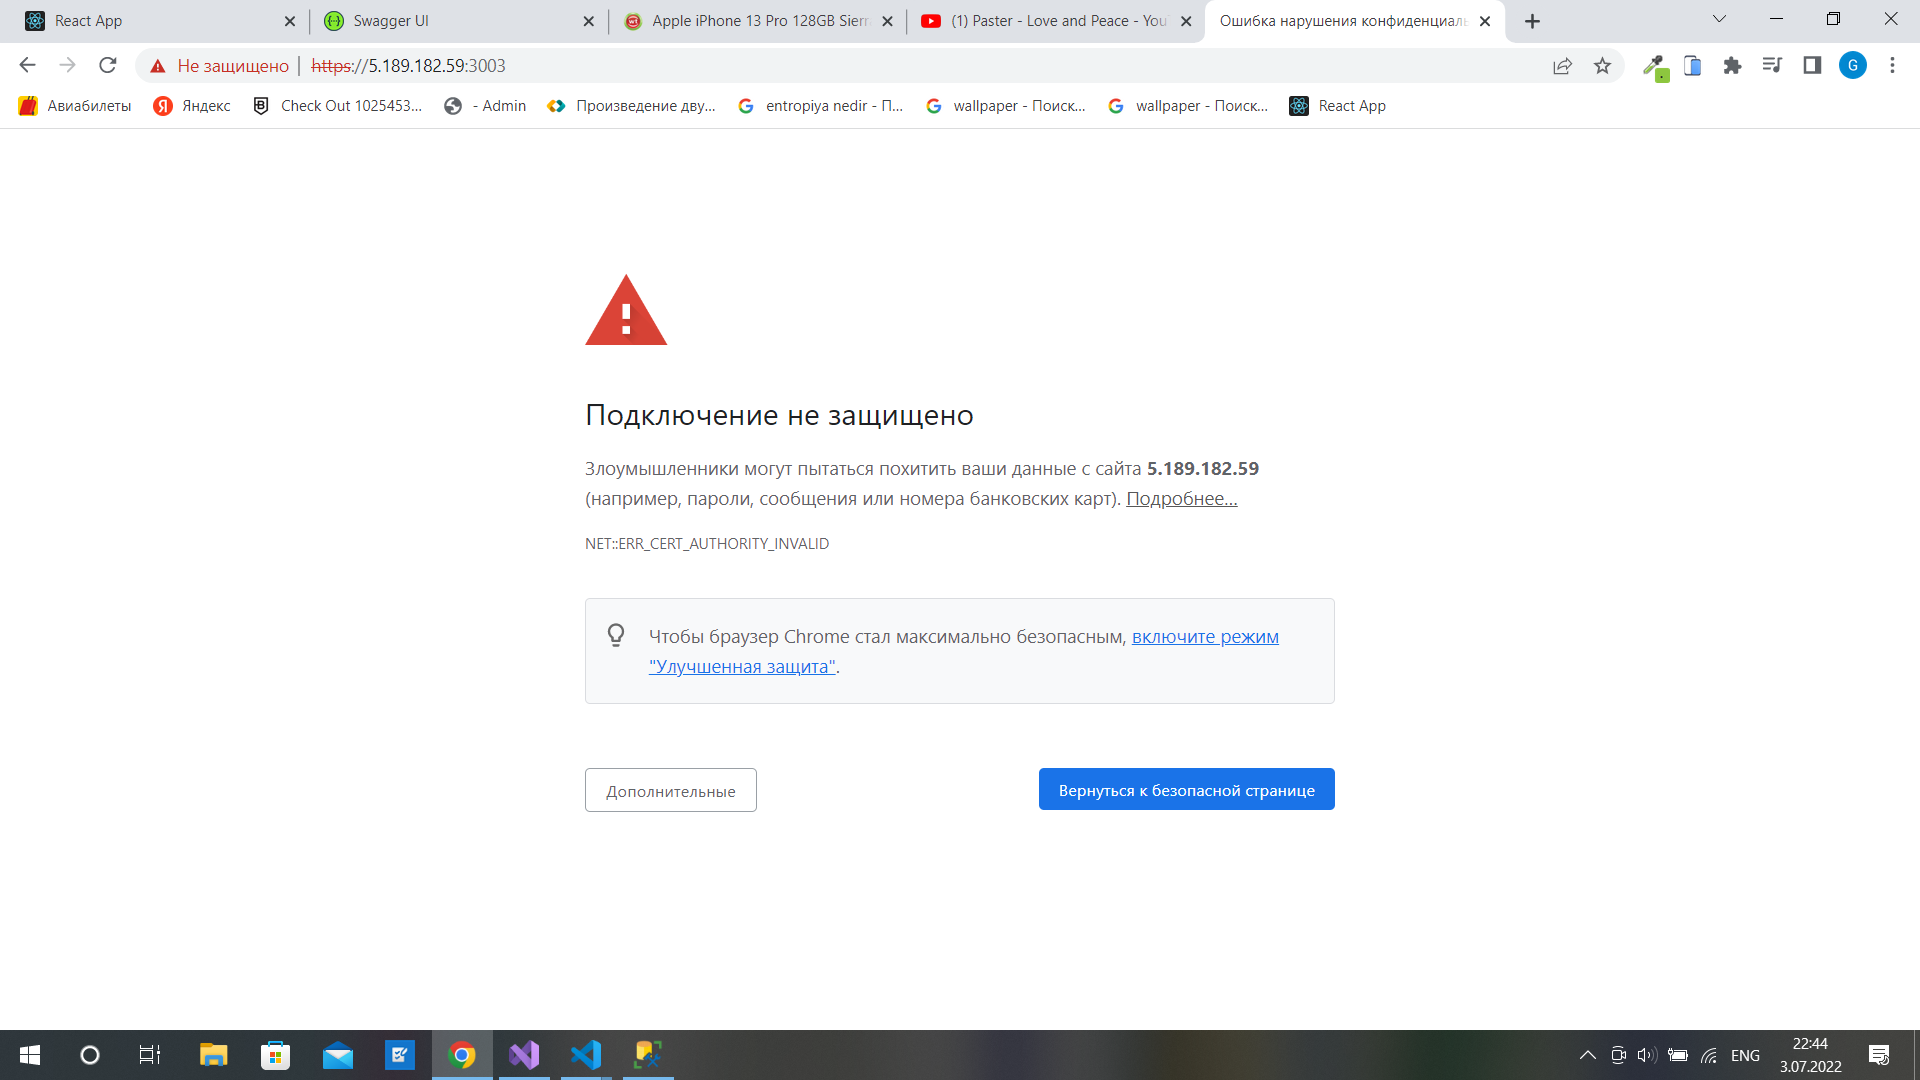 React App
Swagger UI
Apple iPhone 13 Pro 128GB Sierr
(1) Paster - Love and Peace - You
Ошибка нарушения конфиденциаль
Не защищено
https://5.189.182.59:3003
G
Авиабилеты
Яндекс
Check Out 1025453...
- Admin
Произведение дву...
entropiya nedir - П...
wallpaper - Поиск...
wallpaper - Поиск...
React App
Подключение не защищено
Злоумышленники могут пытаться похитить ваши данные с сайта 5.189.182.59
(например, пароли, сообщения или номера банковских карт). Подробнее...
NET::ERR_CERT_AUTHORITY_INVALID
Чтобы браузер Chrome стал максимально безопасным, включите режим
"Улучшенная защита".
Дополнительные
Вернуться к безопасной странице
ENG
22:44
3.07.2022